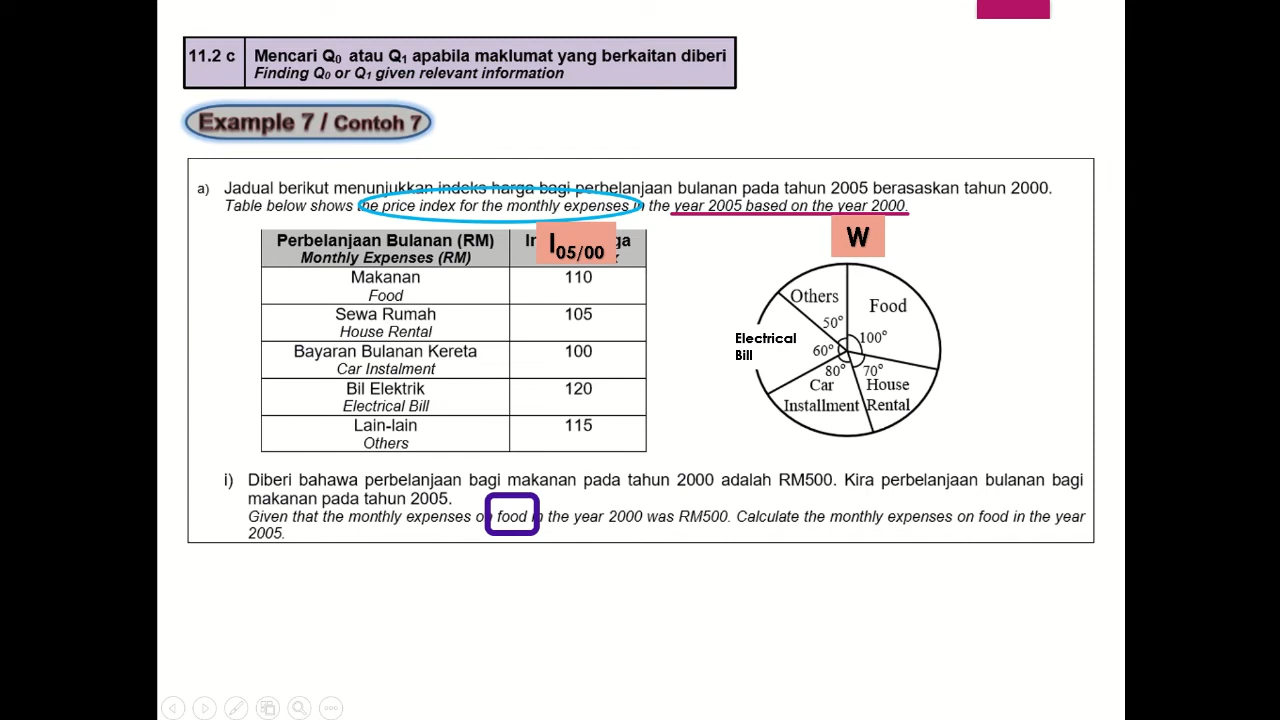 11.2 c Mencari Q₀ atau Q₁ apabila maklumat yang berkaitan diberi
Finding Q₀ or Q₁ given relevant information
Example 7 / Contoh 7
a) Jadual berikut menunjukkan indeks harga bagi perbelanjaan bulanan pada tahun 2005 berasaskan tahun 2000.
Table below shows the price index for the monthly expenses in the year 2005 based on the year 2000.
Perbelanjaan Bulanan (RM)
Monthly Expenses (RM)
I05/00
Makanan 110
Food
Sewa Rumah 105
House Rental
Bayaran Bulanan Kereta 100
Car Instalment
Bil Elektrik 120
Electrical Bill
Lain-lain 115
Others
W
Others
Food
50°
100°
Electrical
Bill
60°
80°
70°
Car
Installment
House
Rental
i) Diberi bahawa perbelanjaan bagi makanan pada tahun 2000 adalah RM500. Kira perbelanjaan bulanan bagi
makanan pada tahun 2005.
Given that the monthly expenses on food in the year 2000 was RM500. Calculate the monthly expenses on food in the year
2005.